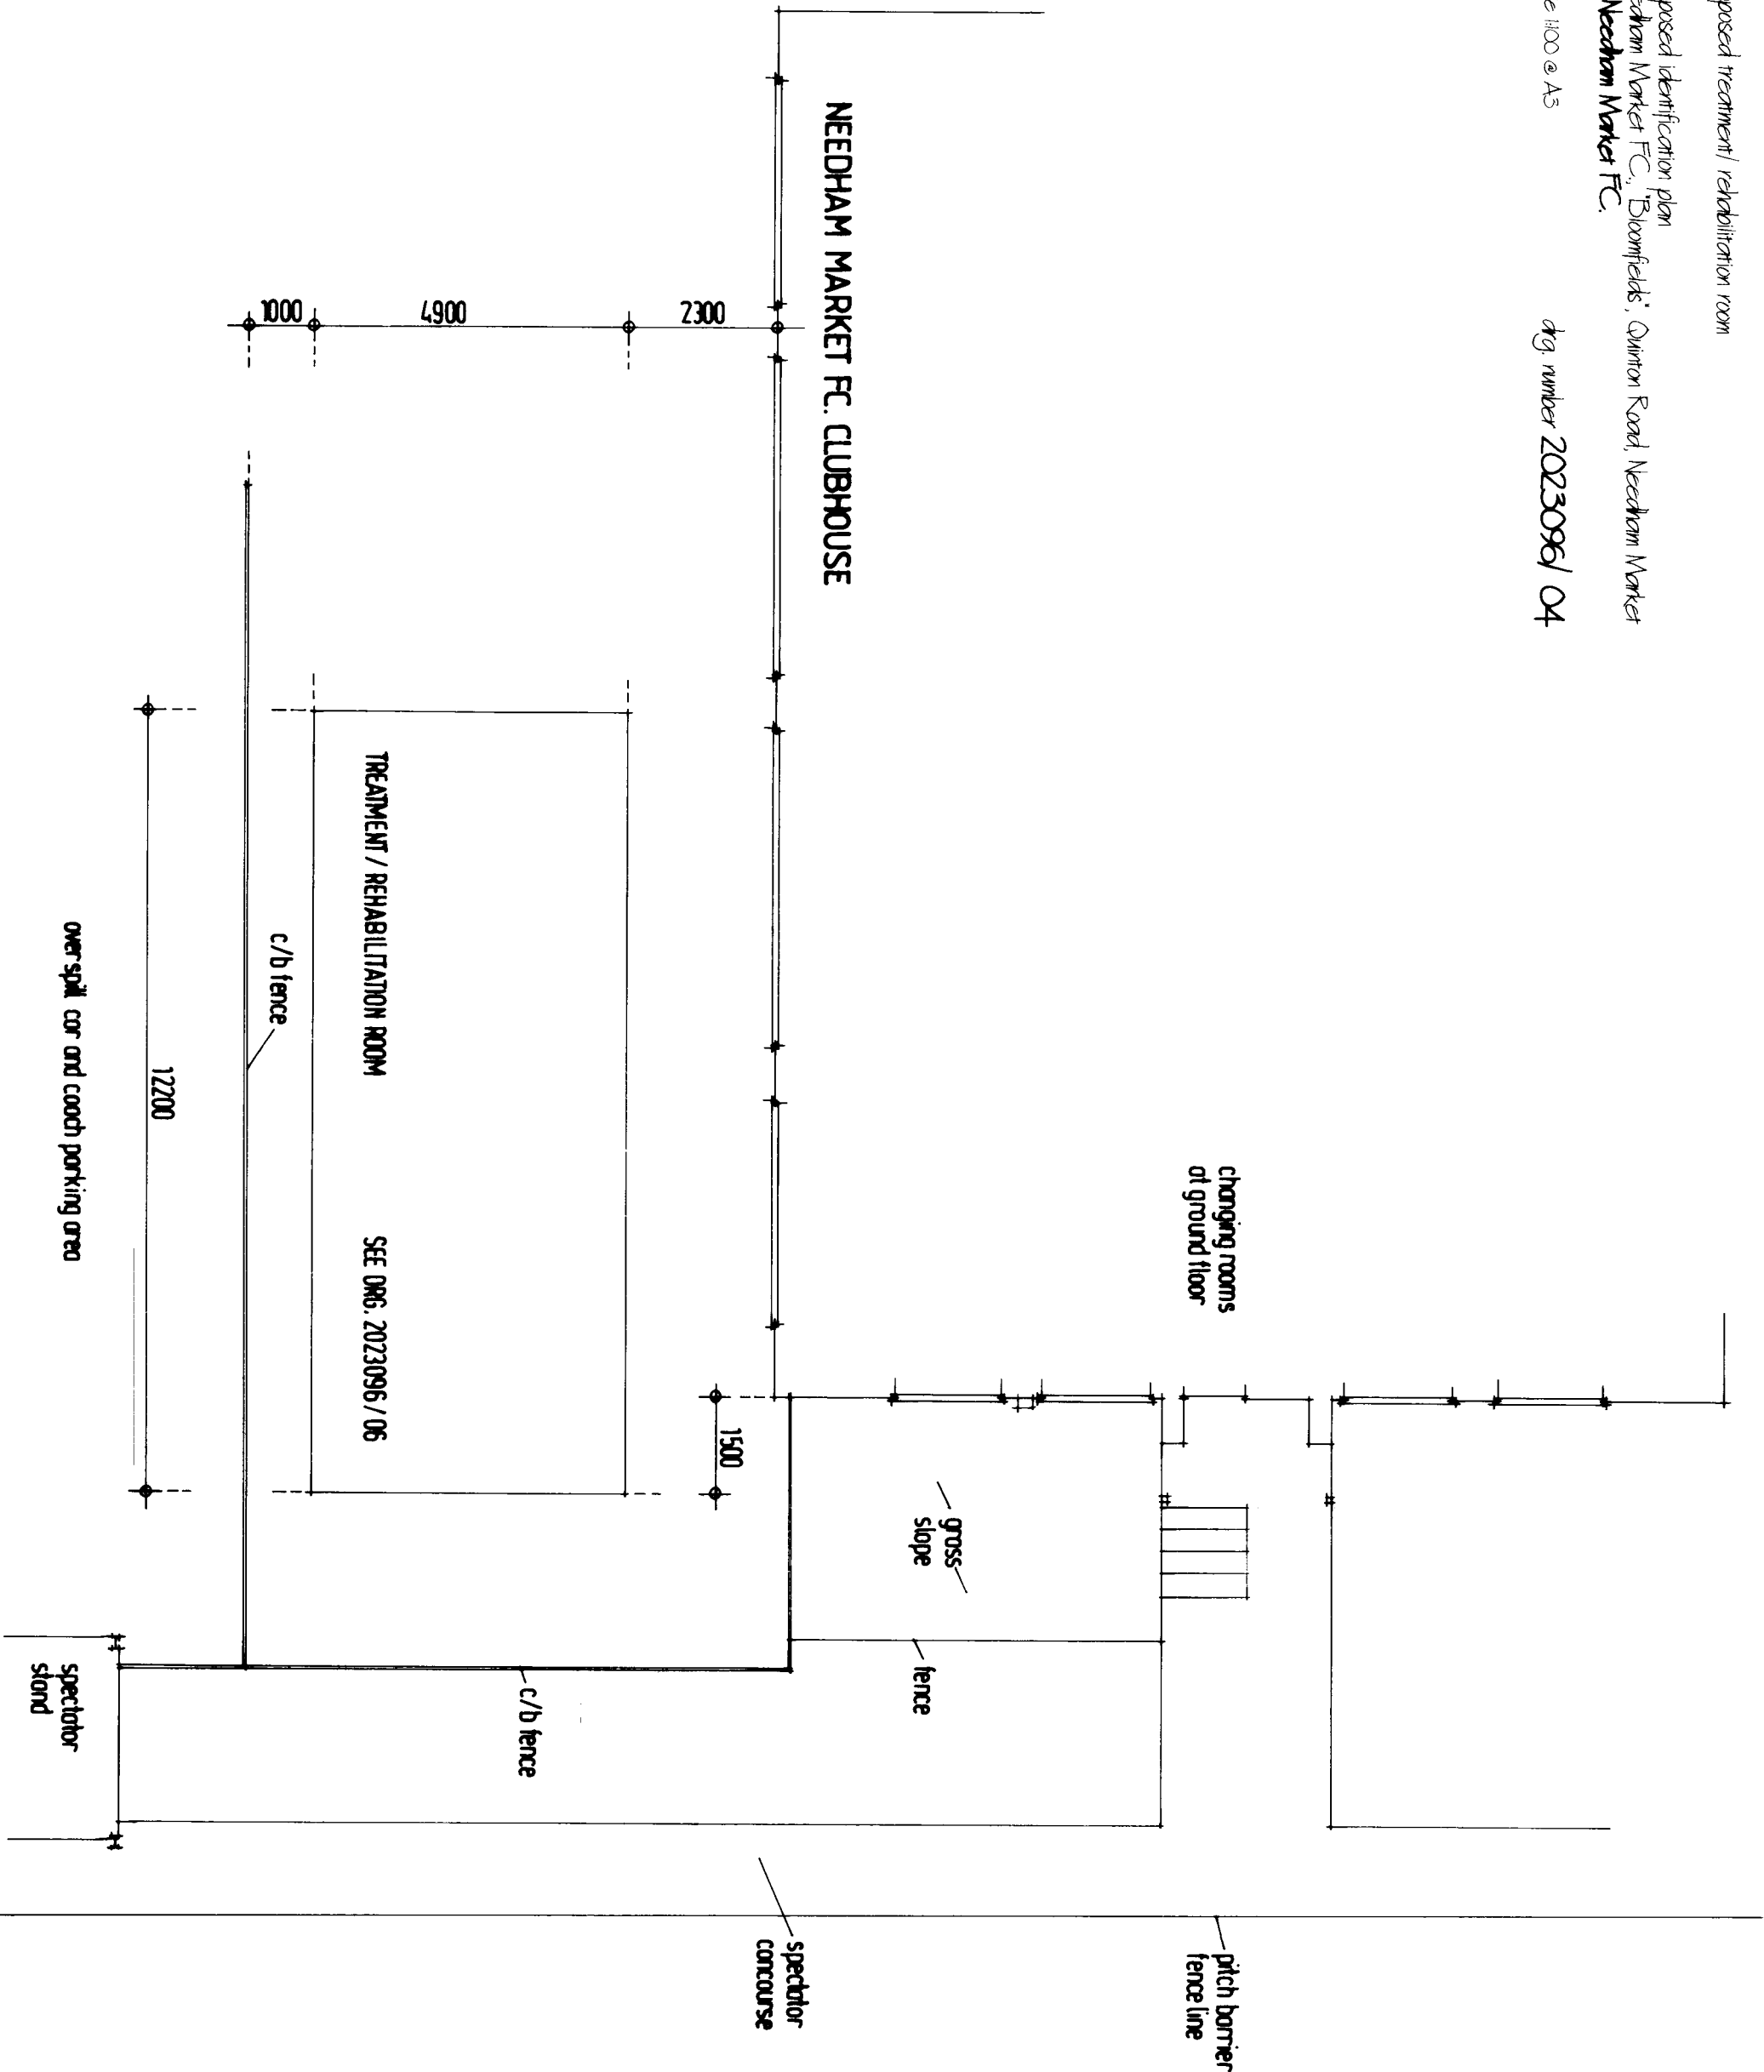 posed treatment/ rehabilitation room
posed identification plan
edham Market FC., "Bloomfields", Quinton Road, Needham Market
Needham Market FC.
e 1:100 @ A3
drg. number 2023096/ 04
changing rooms
at ground floor
pitch barrier
fence line
NEEDHAM MARKET FC. CLUBHOUSE
grass
slope
fence
spectator
concourse
2300
4900
1000
1500
TREATMENT / REHABILITATION ROOM
SEE DRG. 2023096 / 06
c/b fence
c/b fence
12200
overspill car and coach parking area
spectator
stand